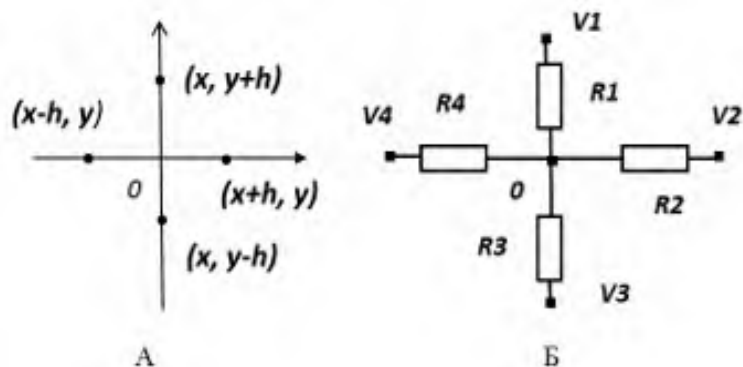 (x, y+h)
(x-h, y)
0
(x+h, y)
(x, y-h)
А
V1
R4
R1
V4
V2
0
R2
R3
V3
Б